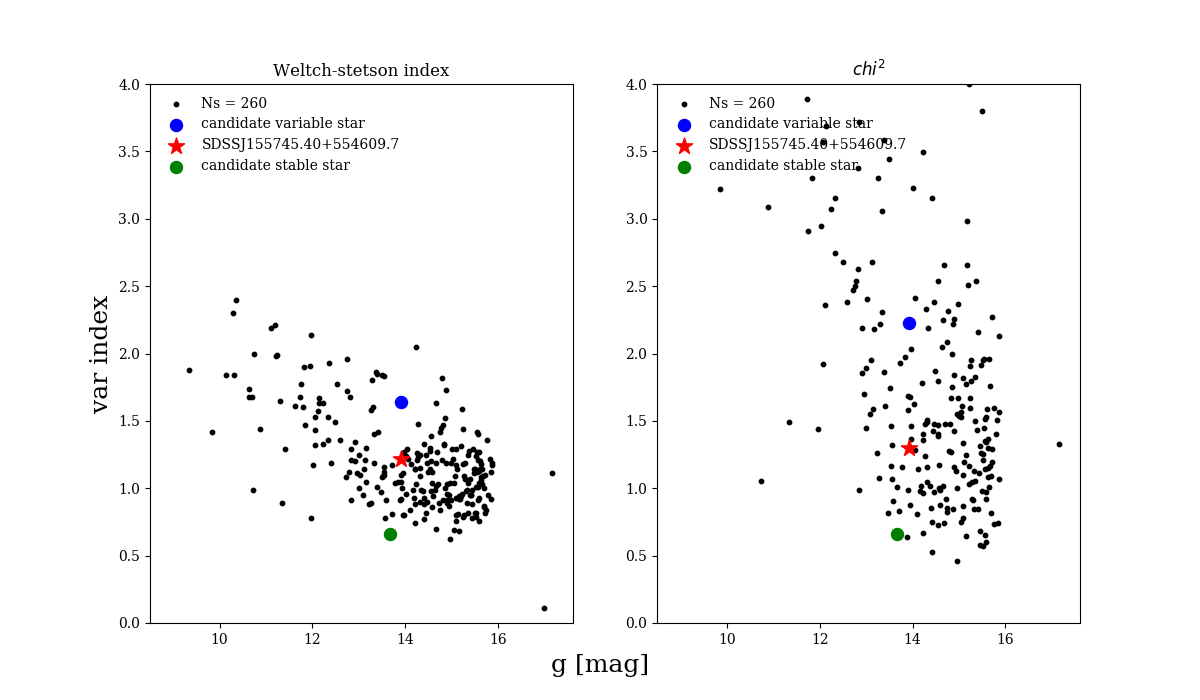 Weltch-stetson index
4.0
3.5
3.0
2.5
2.0
1.5
1.0
0.5
0.0
Ns = 260
candidate variable star
SDSSJ155745.40+554609.7
candidate stable star
10 12 14 16
var index
chi²
4.0
3.5
3.0
2.5
2.0
1.5
1.0
0.5
0.0
Ns = 260
candidate variable star
SDSSJ155745.40+554609.7
candidate stable star
10 12 14 16
g [mag]